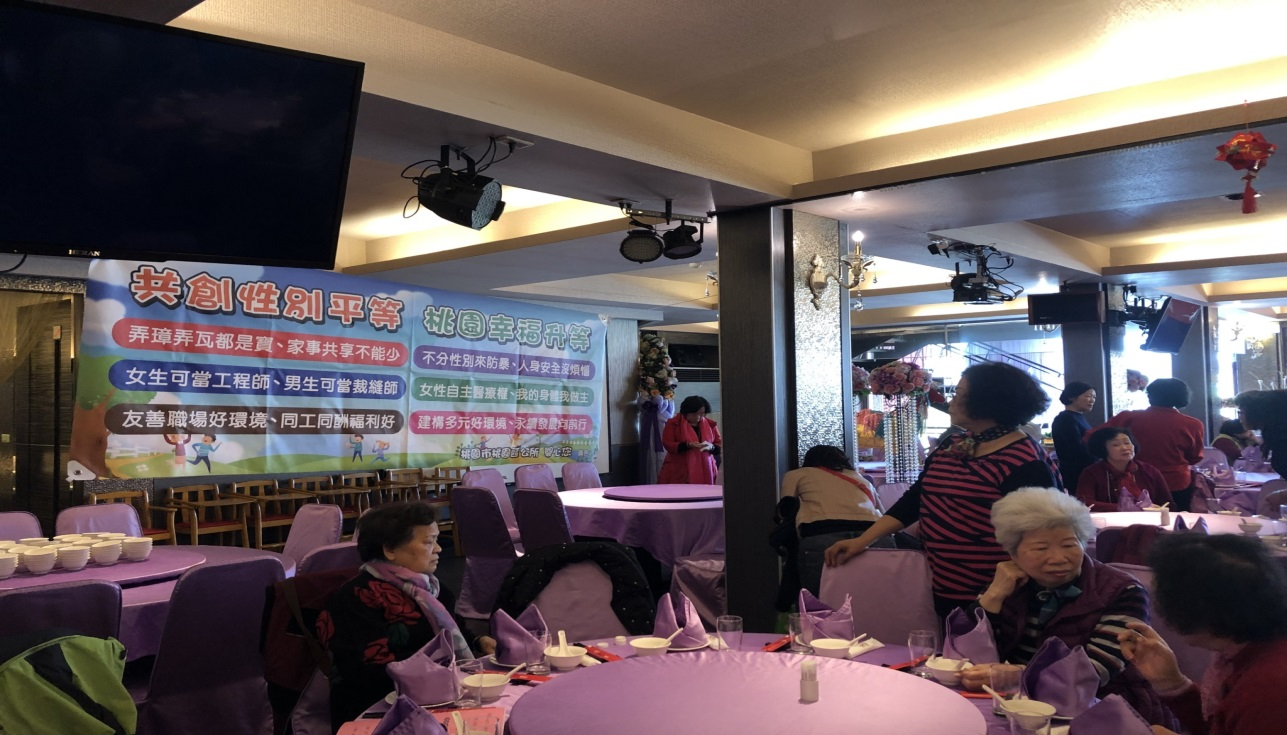 共創性別平等
桃園幸福升等
弄璋弄瓦都是寶、家事共享不能少
女生可當工程師、男生可當裁縫師
友善職場好環境、同工同酬福利好
不分性別來防暴、人身安全沒煩惱
女性自主醫療權、我的身體我做主
建構多元好環境、永續發展向前行
桃園市桃園區公所 關心您